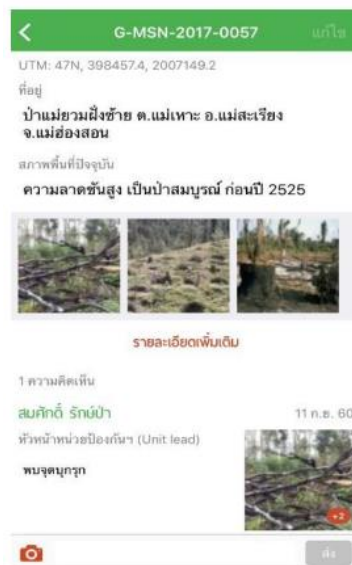 G-MSN-2017-0057
แก้ไข
UTM: 47N, 398457.4, 2007149.2
ที่อยู่
ป่าแม่ยวมฝั่งซ้าย ต.แม่เหาะ อ.แม่สะเรียง
จ.แม่ฮ่องสอน
สภาพพื้นที่ปัจจุบัน
ความลาดชันสูง เป็นป่าสมบูรณ์ ก่อนปี 2525
รายละเอียดเพิ่มเติม
1 ความคิดเห็น
สมศักดิ์ รักษ์ป่า
11 ก.ย. 60
หัวหน้าหน่วยป้องกันฯ (Unit lead)
พบจุดบุกรุก
+2
ส่ง